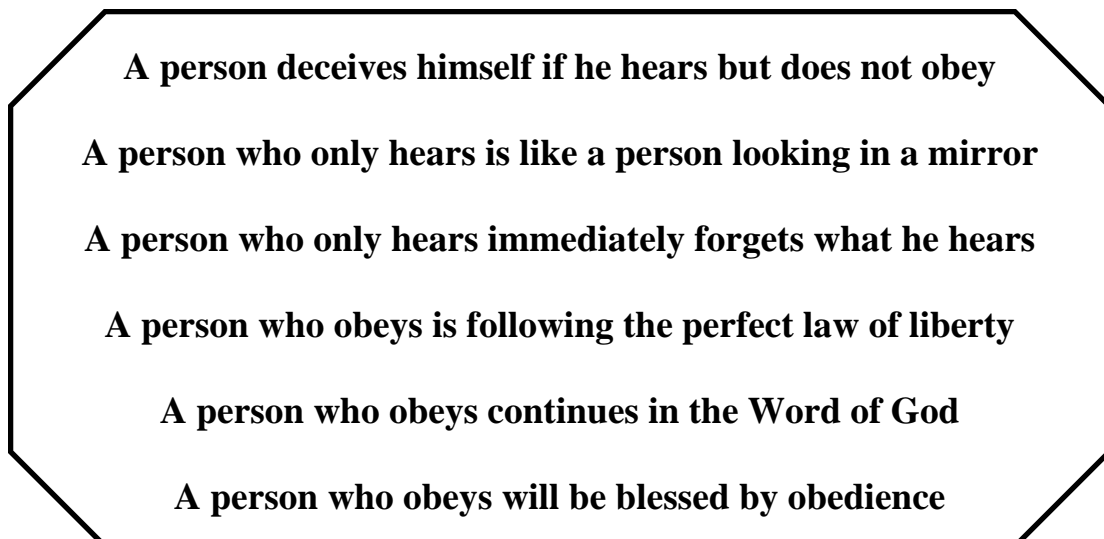 A person deceives himself if he hears but does not obey
A person who only hears is like a person looking in a mirror
A person who only hears immediately forgets what he hears
A person who obeys is following the perfect law of liberty
A person who obeys continues in the Word of God
A person who obeys will be blessed by obedience